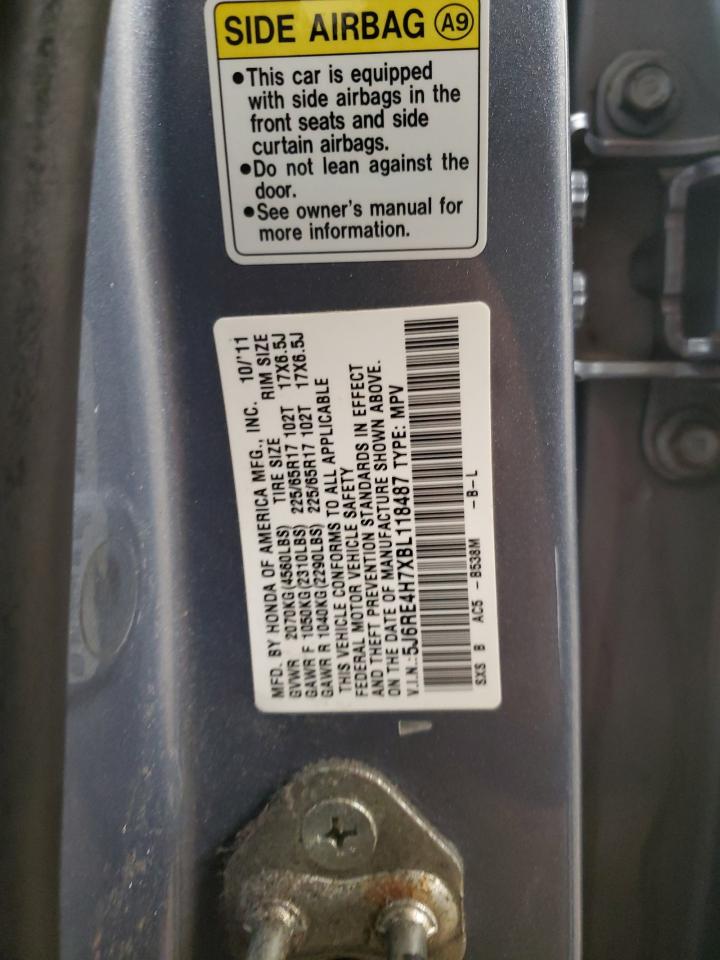 SIDE AIRBAG A9
•This car is equipped
with side airbags in the
front seats and side
curtain airbags.
•Do not lean against the
door.
•See owner's manual for
more information.
MFD. BY HONDA OF AMERICA MFG., INC. 10/'11
GVWR 2070KG(4560LBS) TIRE SIZE RIM SIZE
GAWR F 1050KG(2310LBS) 225/65R17 102T 17X6.5J
GAWR R 1040KG(2290LBS) 225/65R17 102T 17X6.5J
THIS VEHICLE CONFORMS TO ALL APPLICABLE
FEDERAL MOTOR VEHICLE SAFETY
AND THEFT PREVENTION STANDARDS IN EFFECT
ON THE DATE OF MANUFACTURE SHOWN ABOVE.
V.I.N.:5J6RE4H7XBL118487 TYPE: MPV
SXS B AC5 -B538M -B-L